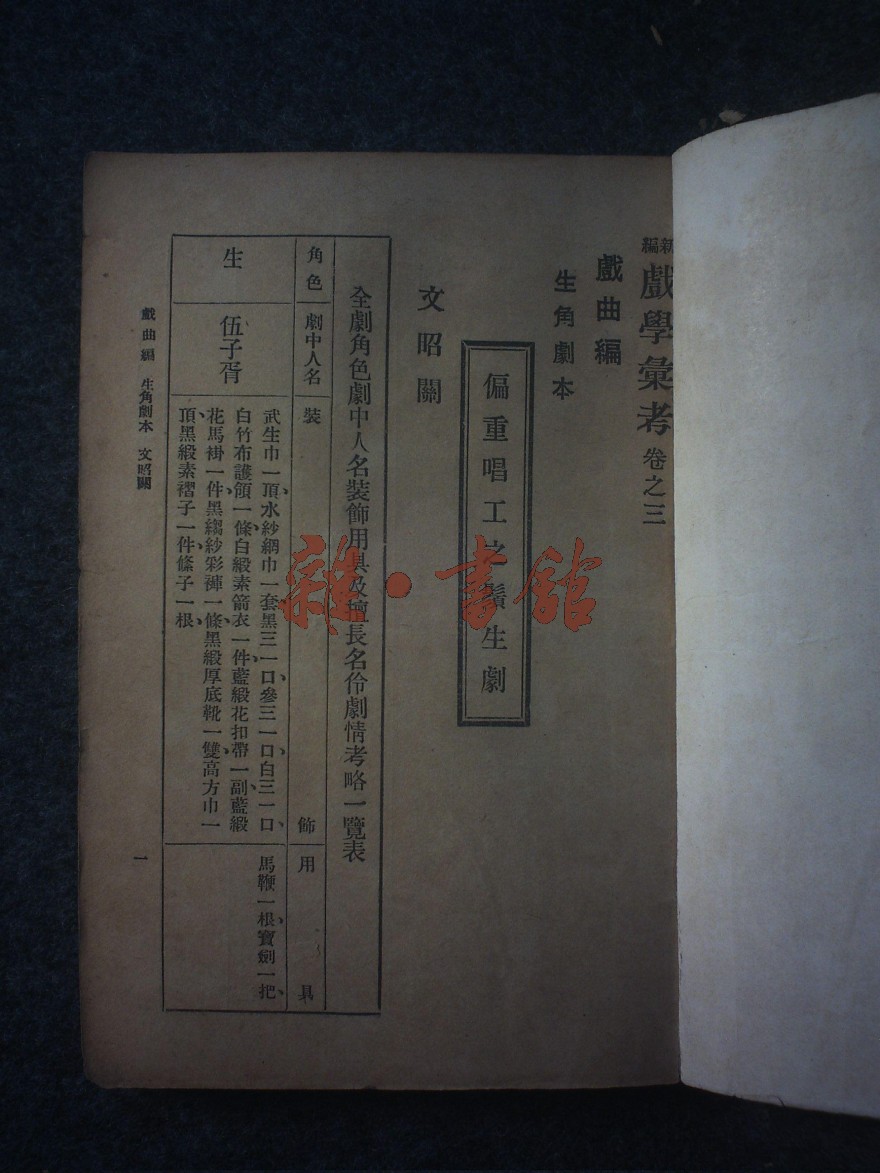 新編
戲學彙考 卷之三
戲曲編
生角劇本
偏重唱工之鬚生劇
文昭關
全劇角色劇中人名裝飾用具及擅長名伶劇情考略一覽表
角色
劇中人名
裝飾
用具
生
伍子胥
武生巾一頂、水紗網巾一套黑三一口、參三一口、白三一口、
白竹布護領一條、白緞素箭衣一件藍緞花扣帶一副、藍緞
花馬褂一件、黑縐紗彩褲一條、黑緞厚底靴一雙、高方巾一
頂、黑緞素褶子一件絛子一根
馬鞭一根、寶劍一把、
戲曲編 生角劇本 文昭關
一
雜·書館